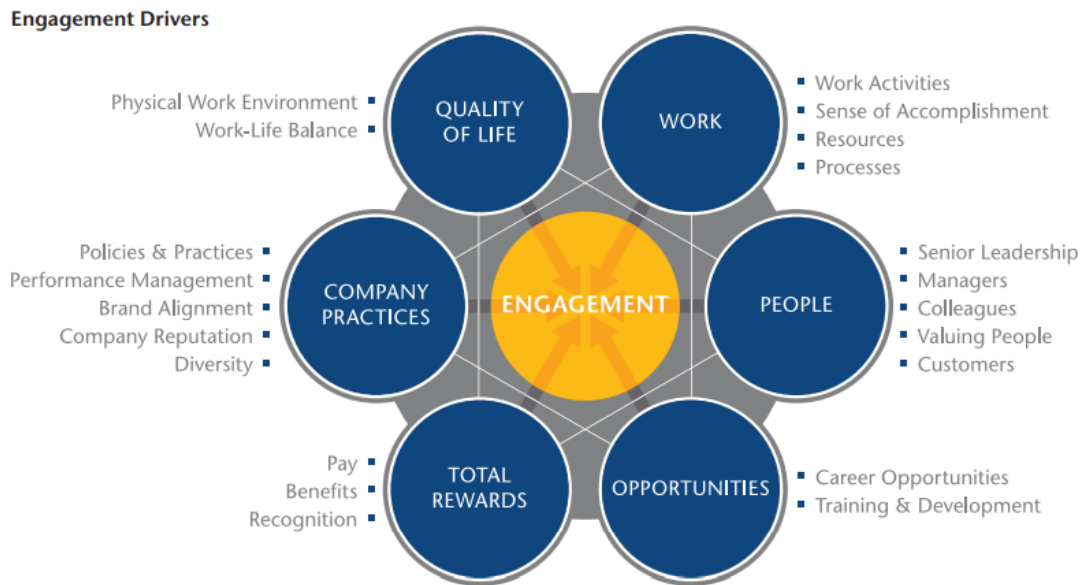 Engagement Drivers
Physical Work Environment
Work-Life Balance
QUALITY
OF LIFE
WORK
Work Activities
Sense of Accomplishment
Resources
Processes
Policies & Practices
Performance Management
Brand Alignment
Company Reputation
Diversity
COMPANY
PRACTICES
ENGAGEMENT
PEOPLE
Senior Leadership
Managers
Colleagues
Valuing People
Customers
Pay
Benefits
Recognition
TOTAL
REWARDS
OPPORTUNITIES
Career Opportunities
Training & Development